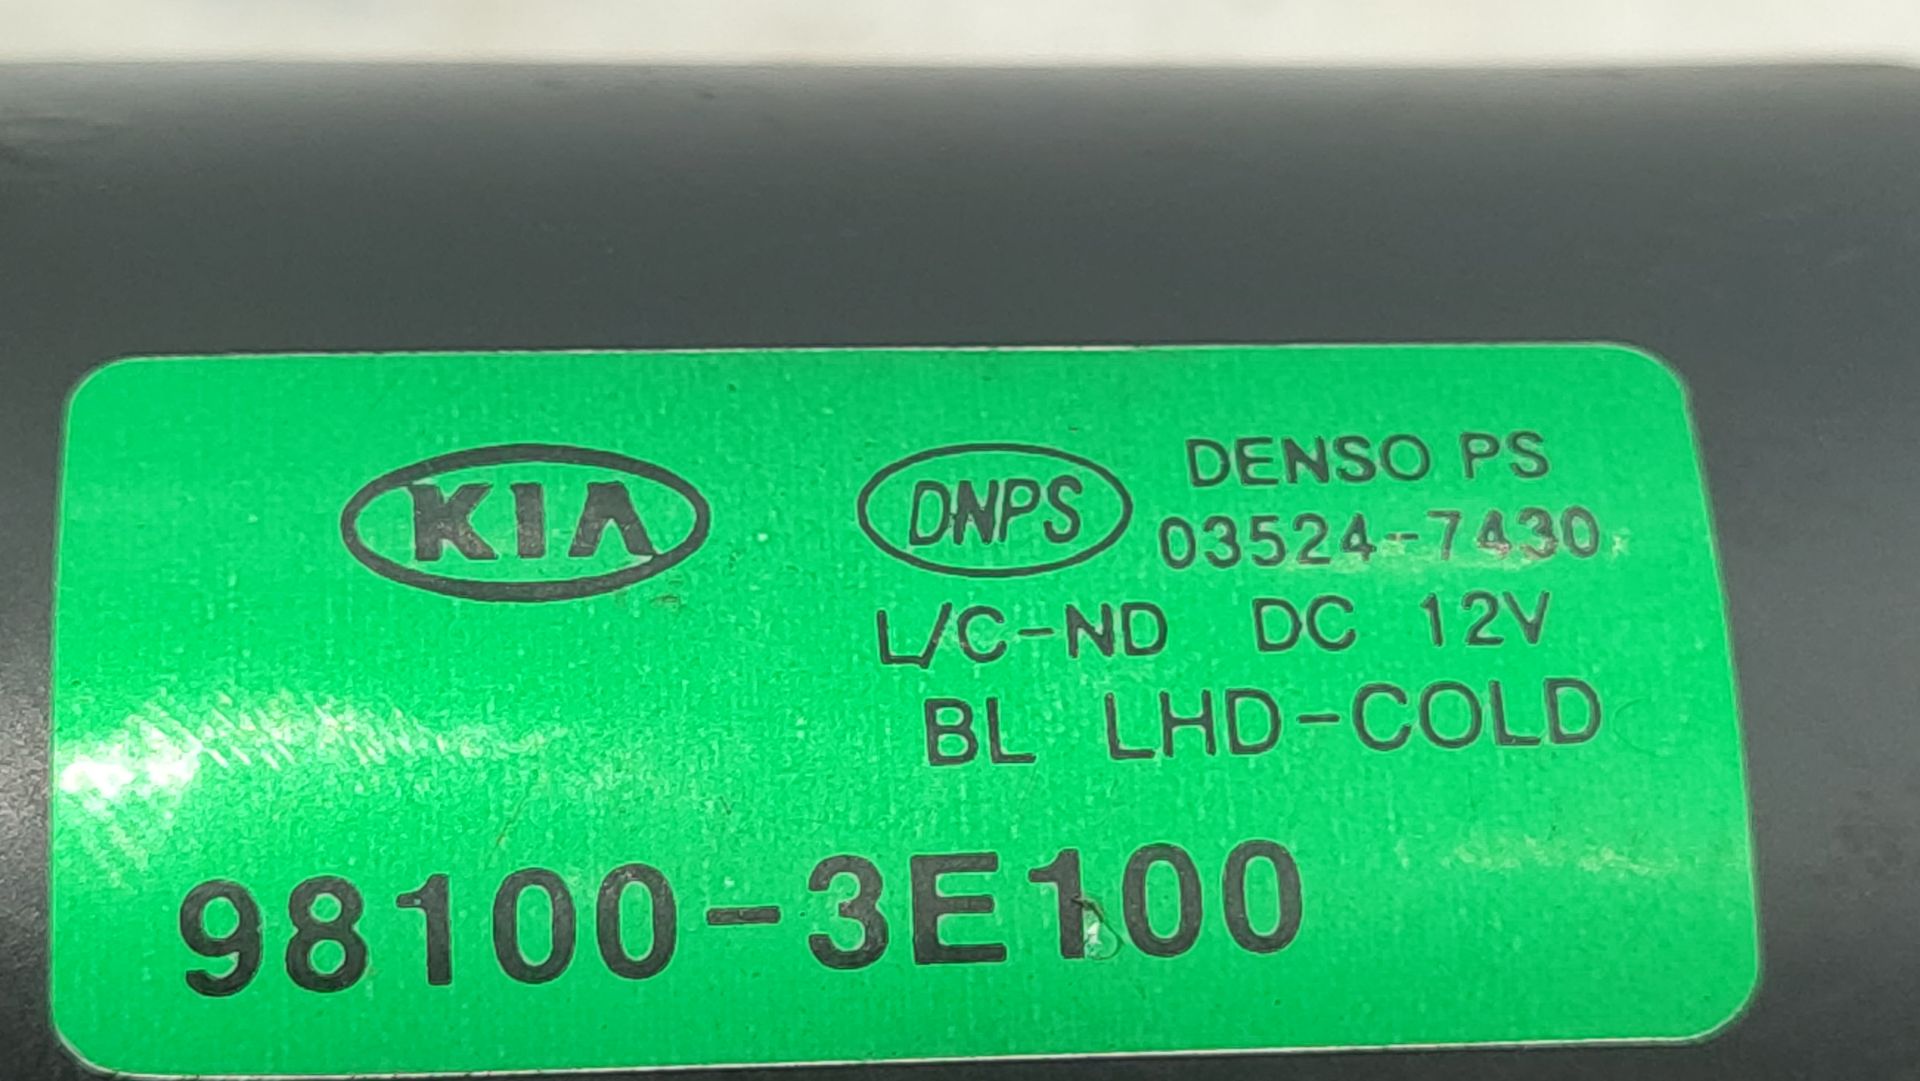 KIA
DNPS
DENSO PS
03524-7430
L/C-ND DC 12V
BL LHD-COLD
98100-3E100